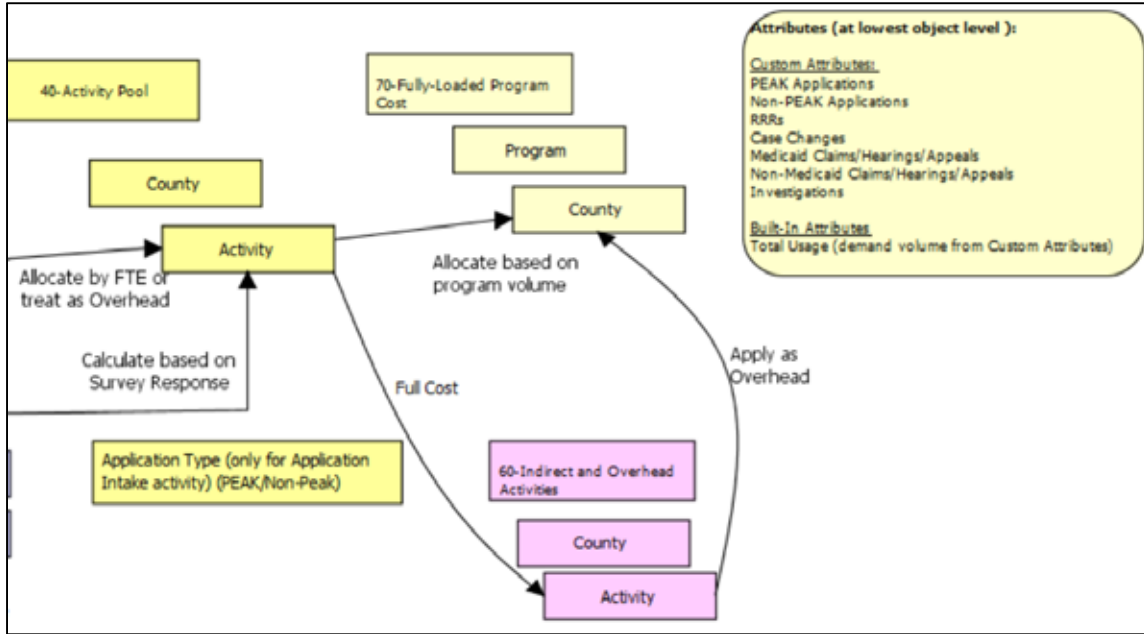 40-Activity Pool
70-Fully-Loaded Program
Cost
Program
County
County
Activity
Allocate by FTE or
treat as Overhead
Allocate based on
program volume
Calculate based on
Survey Response
Full Cost
Apply as
Overhead
Application Type (only for Application
Intake activity) (PEAK/Non-Peak)
60-Indirect and Overhead
Activities
County
Activity
Attributes (at lowest object level ):
Custom Attributes:
PEAK Applications
Non-PEAK Applications
RRRs
Case Changes
Medicaid Claims/Hearings/Appeals
Non-Medicaid Claims/Hearings/Appeals
Investigations
Built-In Attributes
Total Usage (demand volume from Custom Attributes)